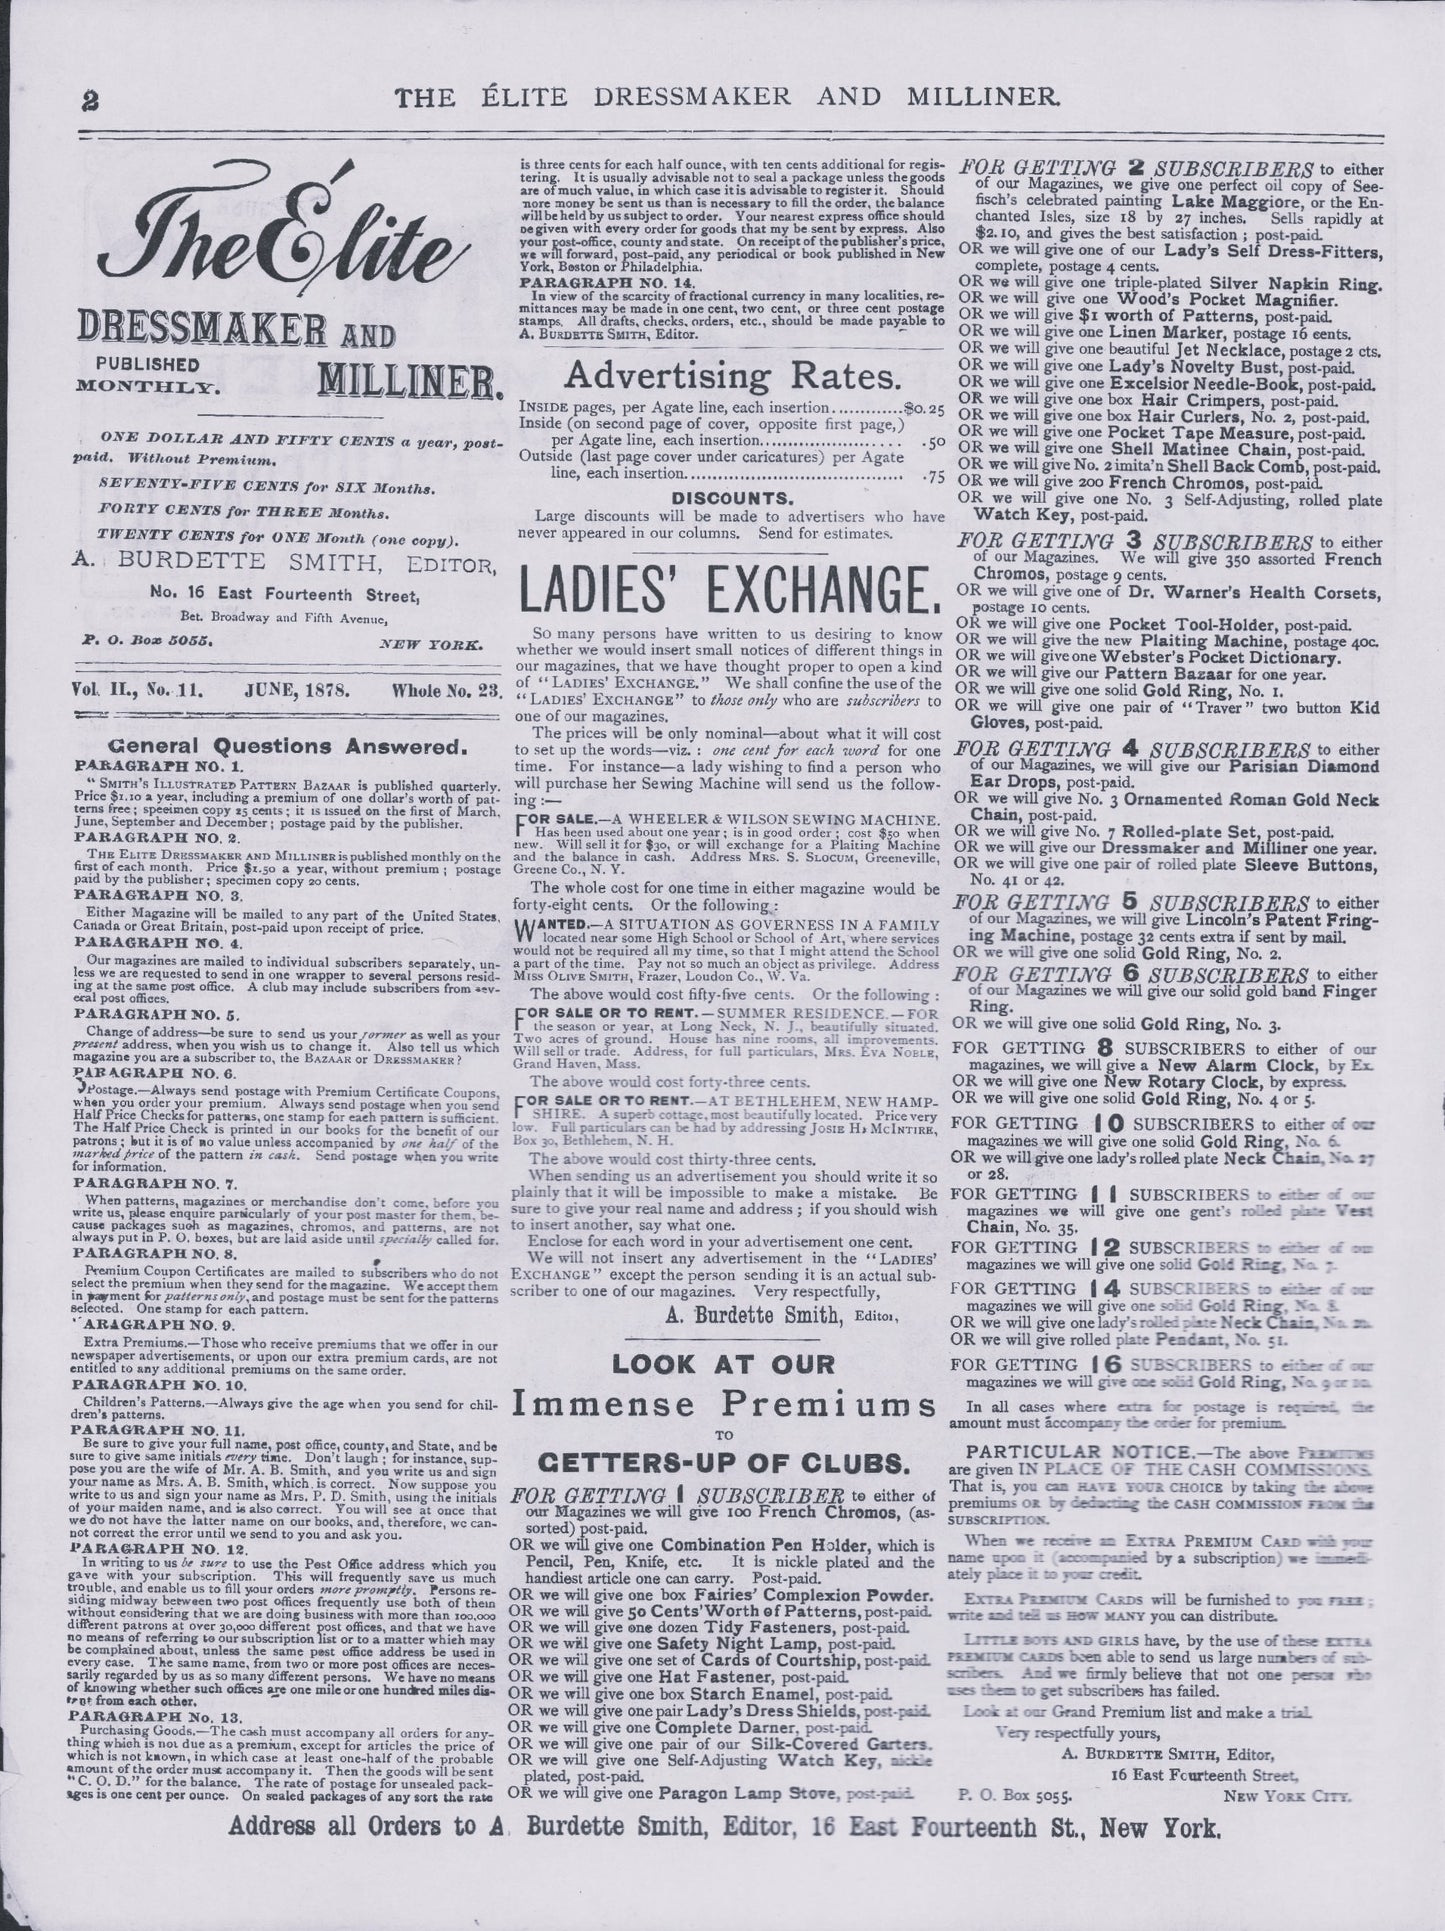 2
THE ÉLITE DRESSMAKER AND MILLINER.
The Élite
DRESSMAKER AND
PUBLISHED
MONTHLY.
MILLINER.
ONE DOLLAR AND FIFTY CENTS a year, post-
paid. Without Premium.
SEVENTY-FIVE CENTS for SIX Months.
FORTY CENTS for THREE Months.
TWENTY CENTS for ONE Month (one copy).
A. BURDETTE SMITH, EDITOR,
No. 16 East Fourteenth Street,
Bet. Broadway and Fifth Avenue,
P. O. Box 5055. NEW YORK.
Vol. II., No. 11. JUNE, 1878. Whole No. 23.
General Questions Answered.
PARAGRAPH NO. 1.
" SMITH'S ILLUSTRATED PATTERN BAZAAR is published quarterly.
Price $1.10 a year, including a premium of one dollar's worth of pat-
terns free; specimen copy 25 cents; it is issued on the first of March,
June, September and December; postage paid by the publisher.
PARAGRAPH NO. 2.
THE ELITE DRESSMAKER AND MILLINER is published monthly on the
first of each month. Price $1.50 a year, without premium; postage
paid by the publisher; specimen copy 20 cents.
PARAGRAPH NO. 3.
Either Magazine will be mailed to any part of the United States,
Canada or Great Britain, post-paid upon receipt of price.
PARAGRAPH NO. 4.
Our magazines are mailed to individual subscribers separately, un-
less we are requested to send in one wrapper to several persons resid-
ing at the same post office. A club may include subscribers from sev-
eral post offices.
PARAGRAPH NO. 5.
Change of address—be sure to send us your former as well as your
present address, when you wish us to change it. Also tell us which
magazine you are a subscriber to, the BAZAAR or DRESSMAKER?
PARAGRAPH NO. 6.
Postage.—Always send postage with Premium Certificate Coupons,
when you order your premium. Always send postage when you send
Half Price Checks for patterns, one stamp for each pattern is sufficient.
The Half Price Check is printed in our books for the benefit of our
patrons; but it is of no value unless accompanied by one half of the
marked price of the pattern in cash. Send postage when you write
for information.
PARAGRAPH NO. 7.
When patterns, magazines or merchandise don't come, before you
write us, please enquire particularly of your post master for them, be-
cause packages such as magazines, chromos, and patterns, are not
always put in P. O. boxes, but are laid aside until specially called for.
PARAGRAPH NO. 8.
Premium Coupon Certificates are mailed to subscribers who do not
select the premium when they send for the magazine. We accept them
in payment for patterns only, and postage must be sent for the patterns
selected. One stamp for each pattern.
ARAGRAPH NO. 9.
Extra Premiums.—Those who receive premiums that we offer in our
newspaper advertisements, or upon our extra premium cards, are not
entitled to any additional premiums on the same order.
PARAGRAPH NO. 10.
Children's Patterns.—Always give the age when you send for chil-
dren's patterns.
PARAGRAPH NO. 11.
Be sure to give your full name, post office, county, and State, and be
sure to give same initials every time. Don't laugh; for instance, sup-
pose you are the wife of Mr. A. B. Smith, and you write us and sign
your name as Mrs. A. B. Smith, which is correct. Now suppose you
write to us and sign your name as Mrs. P. D. Smith, using the initials
of your maiden name, and is also correct. You will see at once that
we do not have the latter name on our books, and, therefore, we can-
not correct the error until we send to you and ask you.
PARAGRAPH NO. 12.
In writing to us be sure to use the Post Office address which you
gave with your subscription. This will frequently save us much
trouble, and enable us to fill your orders more promptly. Persons re-
siding midway between two post offices frequently use both of them
without considering that we are doing business with more than 100,000
different patrons at over 30,000 different post offices, and that we have
no means of referring to our subscription list or to a matter which may
be complained about, unless the same post office address be used in
every case. The same name, from two or more post offices are neces-
sarily regarded by us as so many different persons. We have no means
of knowing whether such offices are one mile or one hundred miles dis-
trnt from each other.
PARAGRAPH No. 13.
Purchasing Goods.—The cash must accompany all orders for any-
thing which is not due as a premium, except for articles the price of
which is not known, in which case at least one-half of the probable
amount of the order must accompany it. Then the goods will be sent
"C. O. D." for the balance. The rate of postage for unsealed pack-
ages is one cent per ounce. On sealed packages of any sort the rate
is three cents for each half ounce, with ten cents additional for regis-
tering. It is usually advisable not to seal a package unless the goods
are of much value, in which case it is advisable to register it. Should
more money be sent us than is necessary to fill the order, the balance
will be held by us subject to order. Your nearest express office should
be given with every order for goods that my be sent by express. Also
your post-office, county and state. On receipt of the publisher's price,
we will forward, post-paid, any periodical or book published in New
York, Boston or Philadelphia.
PARAGRAPH NO. 14.
In view of the scarcity of fractional currency in many localities, re-
mittances may be made in one cent, two cent, or three cent postage
stamps. All drafts, checks, orders, etc., should be made payable to
A. BURDETTE SMITH, Editor.
Advertising Rates.
INSIDE pages, per Agate line, each insertion............$0.25
Inside (on second page of cover, opposite first page,)
per Agate line, each insertion........................ .50
Outside (last page cover under caricatures) per Agate
line, each insertion.................................... .75
DISCOUNTS.
Large discounts will be made to advertisers who have
never appeared in our columns. Send for estimates.
LADIES' EXCHANGE.
So many persons have written to us desiring to know
whether we would insert small notices of different things in
our magazines, that we have thought proper to open a kind
of "LADIES' EXCHANGE." We shall confine the use of the
"LADIES' EXCHANGE" to those only who are subscribers to
one of our magazines.
The prices will be only nominal—about what it will cost
to set up the words—viz.: one cent for each word for one
time. For instance—a lady wishing to find a person who
will purchase her Sewing Machine will send us the follow-
ing:—
FOR SALE.—A WHEELER & WILSON SEWING MACHINE.
Has been used about one year; is in good order; cost $50 when
new. Will sell it for $30, or will exchange for a Plaiting Machine
and the balance in cash. Address MRS. S. SLOCUM, Greeneville,
Greene Co., N. Y.
The whole cost for one time in either magazine would be
forty-eight cents. Or the following:
WANTED.—A SITUATION AS GOVERNESS IN A FAMILY
located near some High School or School of Art, where services
would not be required all my time, so that I might attend the School
a part of the time. Pay not so much an object as privilege. Address
MISS OLIVE SMITH, Frazer, Loudon Co., W. Va.
The above would cost fifty-five cents. Or the following:
FOR SALE OR TO RENT.—SUMMER RESIDENCE.—FOR
the season or year, at Long Neck, N. J., beautifully situated.
Two acres of ground. House has nine rooms, all improvements.
Will sell or trade. Address, for full particulars, MRS. EVA NOBLE,
Grand Haven, Mass.
The above would cost forty-three cents.
FOR SALE OR TO RENT.—AT BETHLEHEM, NEW HAMP-
SHIRE. A superb cottage, most beautifully located. Price very
low. Full particulars can be had by addressing JOSIE H. MCINTIRE,
Box 30, Bethlehem, N. H.
The above would cost thirty-three cents.
When sending us an advertisement you should write it so
plainly that it will be impossible to make a mistake. Be
sure to give your real name and address; if you should wish
to insert another, say what one.
Enclose for each word in your advertisement one cent.
We will not insert any advertisement in the "LADIES'
EXCHANGE" except the person sending it is an actual sub-
scriber to one of our magazines. Very respectfully,
A. Burdette Smith, Editor,
LOOK AT OUR
Immense Premiums
TO
GETTERS-UP OF CLUBS.
FOR GETTING 1 SUBSCRIBER to either of
our Magazines we will give 100 French Chromos, (as-
sorted) post-paid.
OR we will give one Combination Pen Holder, which is
Pencil, Pen, Knife, etc. It is nickle plated and the
handiest article one can carry. Post-paid.
OR we will give one box Fairies' Complexion Powder.
OR we will give 50 Cents' Worth of Patterns, post-paid.
OR we will give one dozen Tidy Fasteners, post-paid.
OR we will give one Safety Night Lamp, post-paid.
OR we will give one set of Cards of Courtship, post-paid.
OR we will give one Hat Fastener, post-paid.
OR we will give one box Starch Enamel, post-paid.
OR we will give one pair Lady's Dress Shields, post-paid.
OR we will give one Complete Darner, post-paid.
OR we will give one pair of our Silk-Covered Garters.
OR we will give one Self-Adjusting Watch Key, nickle
plated, post-paid.
OR we will give one Paragon Lamp Stove, post-paid.
FOR GETTING 2 SUBSCRIBERS to either
of our Magazines, we give one perfect oil copy of See-
fisch's celebrated painting Lake Maggiore, or the En-
chanted Isles, size 18 by 27 inches. Sells rapidly at
$2.10, and gives the best satisfaction; post-paid.
OR we will give one of our Lady's Self Dress-Fitters,
complete, postage 4 cents.
OR we will give one triple-plated Silver Napkin Ring.
OR we will give one Wood's Pocket Magnifier.
OR we will give $1 worth of Patterns, post-paid.
OR we will give one Linen Marker, postage 16 cents.
OR we will give one beautiful Jet Necklace, postage 2 cts.
OR we will give one Lady's Novelty Bust, post-paid.
OR we will give one Excelsior Needle-Book, post-paid.
OR we will give one box Hair Crimpers, post-paid.
OR we will give one box Hair Curlers, No. 2, post-paid.
OR we will give one Pocket Tape Measure, post-paid.
OR we will give one Shell Matinee Chain, post-paid.
OR we will give No. 2 imita'n Shell Back Comb, post-paid.
OR we will give 200 French Chromos, post-paid.
OR we will give one No. 3 Self-Adjusting, rolled plate
Watch Key, post-paid.
FOR GETTING 3 SUBSCRIBERS to either
of our Magazines. We will give 350 assorted French
Chromos, postage 9 cents.
OR we will give one of Dr. Warner's Health Corsets,
postage 10 cents.
OR we will give one Pocket Tool-Holder, post-paid.
OR we will give the new Plaiting Machine, postage 40c.
OR we will give one Webster's Pocket Dictionary.
OR we will give our Pattern Bazaar for one year.
OR we will give one solid Gold Ring, No. 1.
OR we will give one pair of "Traver" two button Kid
Gloves, post-paid.
FOR GETTING 4 SUBSCRIBERS to either
of our Magazines, we will give our Parisian Diamond
Ear Drops, post-paid.
OR we will give No. 3 Ornamented Roman Gold Neck
Chain, post-paid.
OR we will give No. 7 Rolled-plate Set, post-paid.
OR we will give our Dressmaker and Milliner one year.
OR we will give one pair of rolled plate Sleeve Buttons,
No. 41 or 42.
FOR GETTING 5 SUBSCRIBERS to either
of our Magazines, we will give Lincoln's Patent Fring-
ing Machine, postage 32 cents extra if sent by mail.
OR we will give one solid Gold Ring, No. 2.
FOR GETTING 6 SUBSCRIBERS to either
of our Magazines we will give our solid gold band Finger
Ring.
OR we will give one solid Gold Ring, No. 3.
FOR GETTING 8 SUBSCRIBERS to either of our
magazines, we will give a New Alarm Clock, by Ex.
OR we will give one New Rotary Clock, by express.
OR we will give one solid Gold Ring, No. 4 or 5.
FOR GETTING 10 SUBSCRIBERS to either of our
magazines we will give one solid Gold Ring, No. 6.
OR we will give one lady's rolled plate Neck Chain, No. 27
or 28.
FOR GETTING 11 SUBSCRIBERS to either of our
magazines we will give one gent's rolled plate Vest
Chain, No. 35.
FOR GETTING 12 SUBSCRIBERS to either of our
magazines we will give one solid Gold Ring, No. 7.
FOR GETTING 14 SUBSCRIBERS to either of our
magazines we will give one solid Gold Ring, No. 8.
OR we will give one lady's rolled plate Neck Chain, No.
OR we will give rolled plate Pendant, No. 51.
FOR GETTING 16 SUBSCRIBERS to either of our
magazines we will give one solid Gold Ring, No. 9 or
In all cases where extra for postage is required, the
amount must accompany the order for premium.
PARTICULAR NOTICE.—The above PREMIUMS
are given IN PLACE OF THE CASH COMMISSIONS.
That is, you can HAVE YOUR CHOICE by taking the above
premiums OR by deducting the CASH COMMISSION FROM THE
SUBSCRIPTION.
When we receive an EXTRA PREMIUM CARD with your
name upon it (accompanied by a subscription) we immedi-
ately place it to your credit.
EXTRA PREMIUM CARDS will be furnished to you FREE;
write and tell us HOW MANY you can distribute.
LITTLE BOYS AND GIRLS have, by the use of these EXTRA
PREMIUM CARDS been able to send us large numbers of sub-
scribers. And we firmly believe that not one person who
uses them to get subscribers has failed.
Look at our Grand Premium list and make a trial.
Very respectfully yours,
A. BURDETTE SMITH, Editor,
16 East Fourteenth Street,
P. O. Box 5055. NEW YORK CITY.
Address all Orders to A. Burdette Smith, Editor, 16 East Fourteenth St., New York.